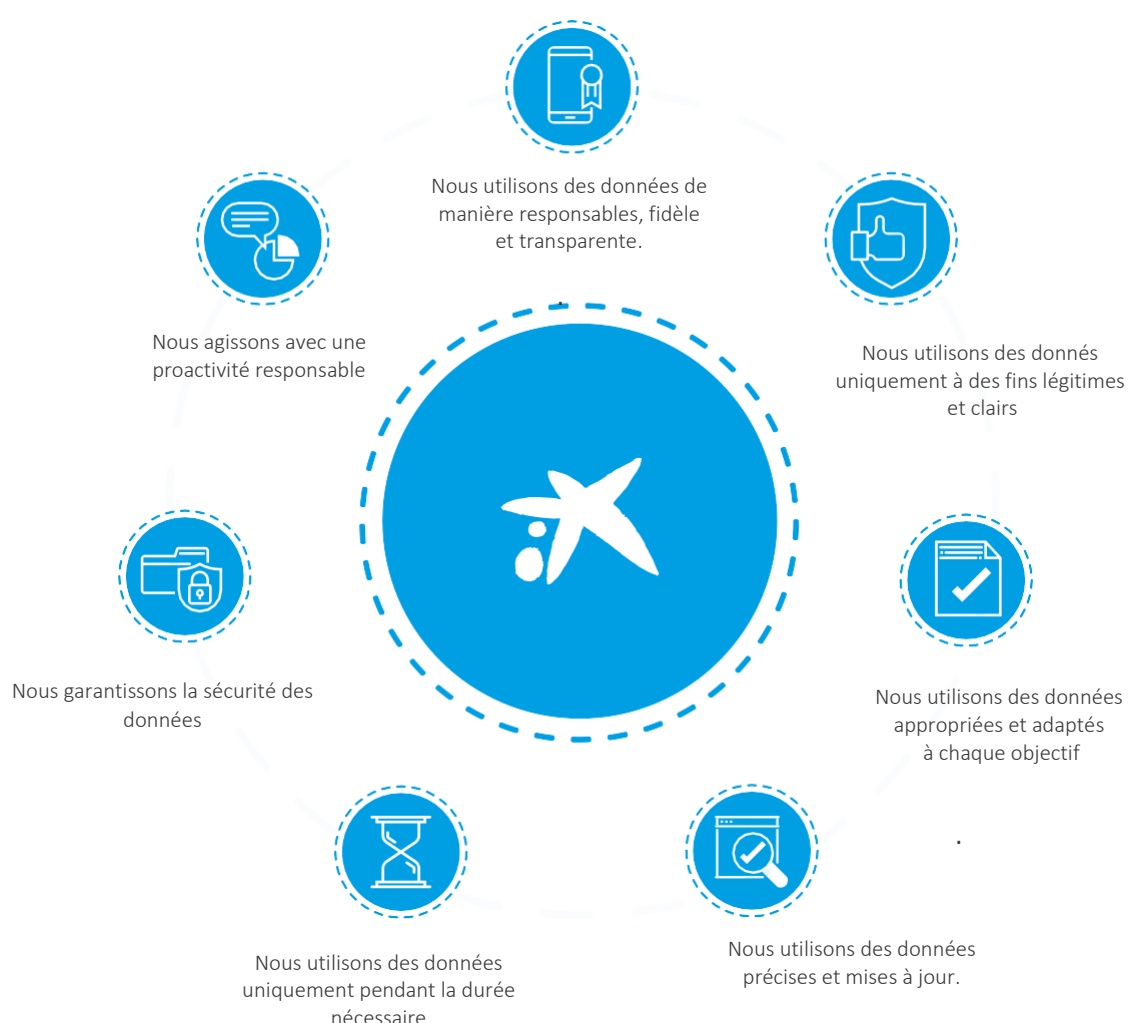 Nous utilisons des données de
manière responsables, fidèle
et transparente.
.
Nous utilisons des donnés
uniquement à des fins légitimes
et clairs
Nous utilisons des données
appropriées et adaptés
à chaque objectif
.
Nous utilisons des données
précises et mises à jour.
Nous utilisons des données
uniquement pendant la durée
nécessaire
Nous garantissons la sécurité des
données
Nous agissons avec une
proactivité responsable